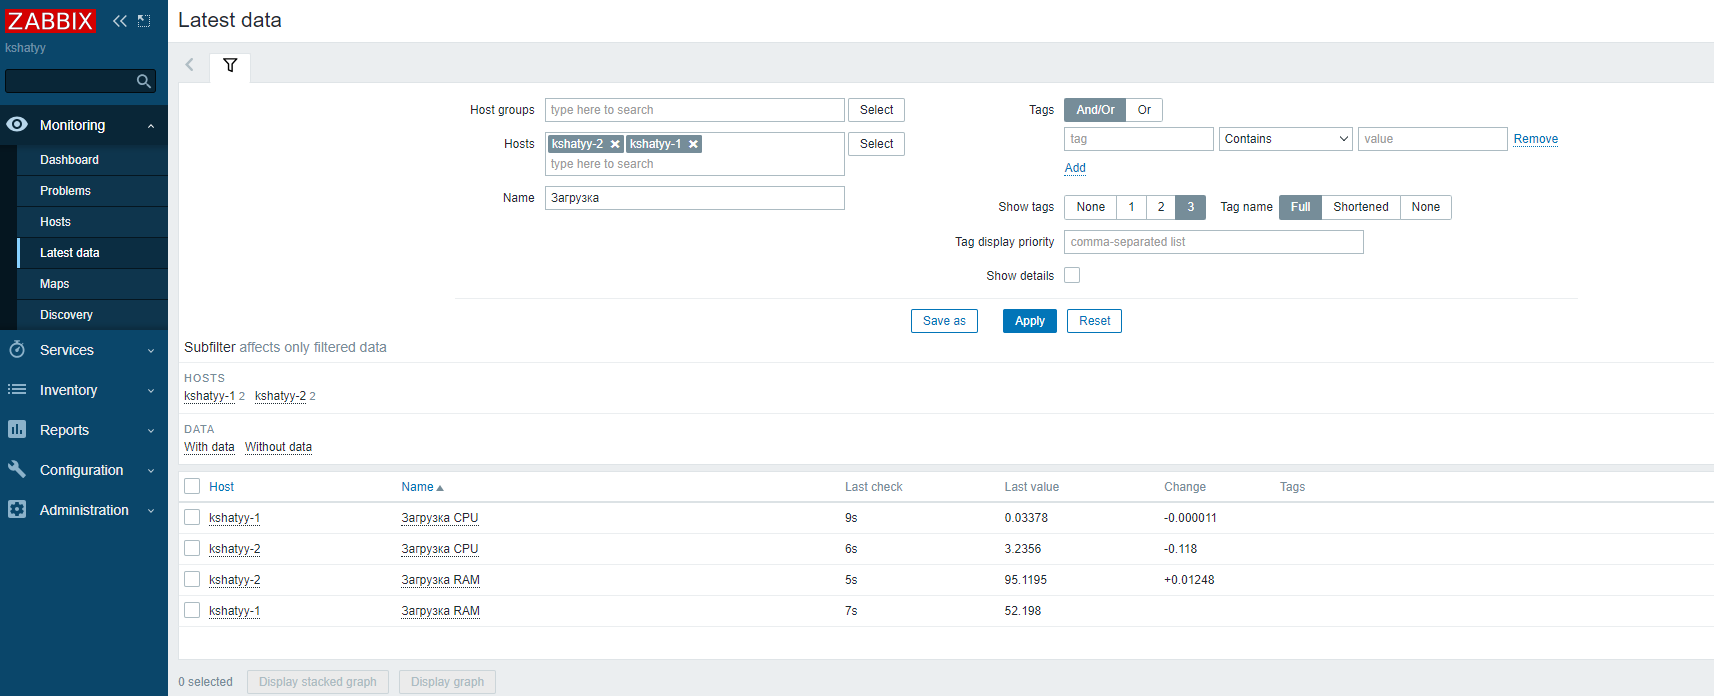 ZABBIX
kshatyy
Monitoring
Dashboard
Problems
Hosts
Latest data
Maps
Discovery
Services
Inventory
Reports
Configuration
Administration
Latest data
Host groups type here to search Select
Hosts kshatyy-2 kshatyy-1 Select
type here to search
Name Загрузка
Tags And/Or Or
tag Contains value Remove
Add
Show tags None 1 2 3 Tag name Full Shortened None
Tag display priority comma-separated list
Show details
Save as Apply Reset
Subfilter affects only filtered data
HOSTS
kshatyy-1 2 kshatyy-2 2
DATA
With data Without data
Host Name Last check Last value Change Tags
kshatyy-1 Загрузка CPU 9s 0.03378 -0.000011
kshatyy-2 Загрузка CPU 6s 3.2356 -0.118
kshatyy-2 Загрузка RAM 5s 95.1195 +0.01248
kshatyy-1 Загрузка RAM 7s 52.198
0 selected Display stacked graph Display graph